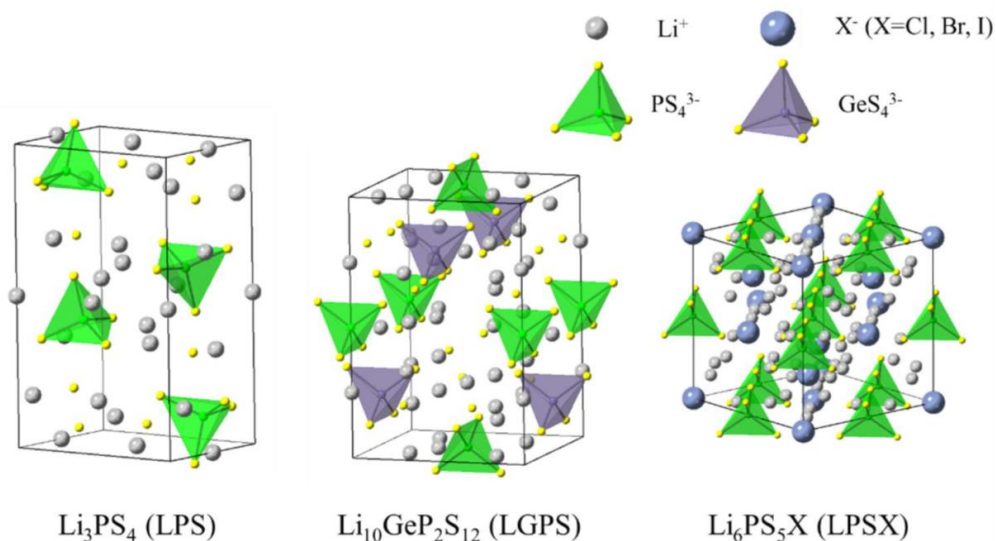 Li⁺
X⁻ (X=Cl, Br, I)
PS₄³⁻
GeS₄³⁻
Li₃PS₄ (LPS)
Li₁₀GeP₂S₁₂ (LGPS)
Li₆PS₅X (LPSX)